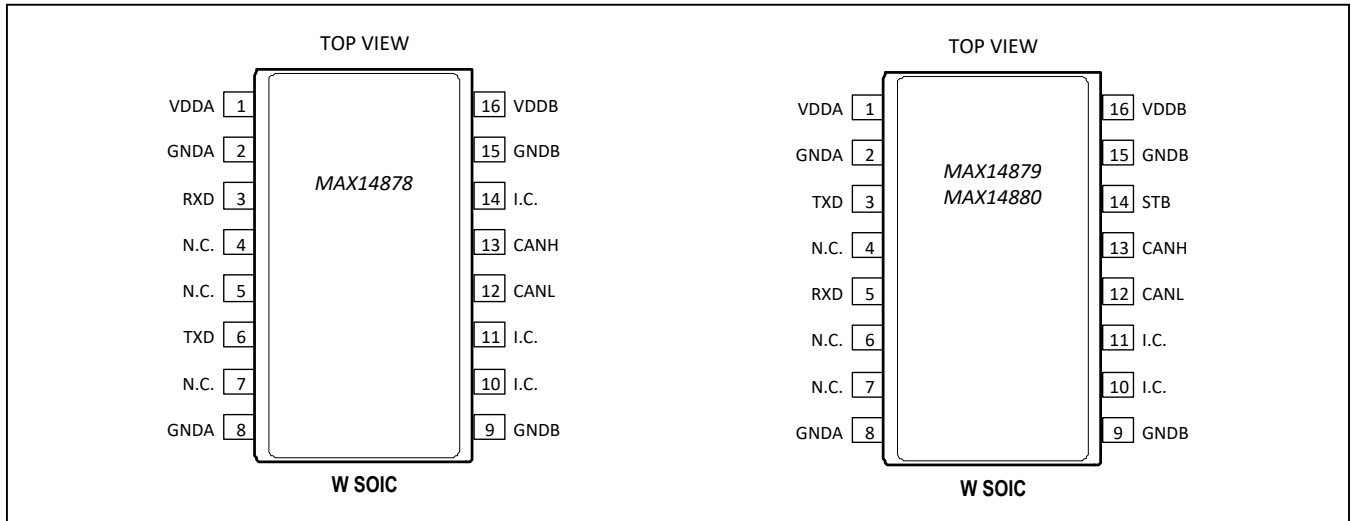 TOP VIEW
VDDA 1 16 VDDB
GNDA 2 15 GNDB
MAX14878
RXD 3 14 I.C.
N.C. 4 13 CANH
N.C. 5 12 CANL
TXD 6 11 I.C.
N.C. 7 10 I.C.
GNDA 8 9 GNDB
W SOIC
TOP VIEW
VDDA 1 16 VDDB
GNDA 2 15 GNDB
MAX14879
MAX14880
TXD 3 14 STB
N.C. 4 13 CANH
RXD 5 12 CANL
N.C. 6 11 I.C.
N.C. 7 10 I.C.
GNDA 8 9 GNDB
W SOIC